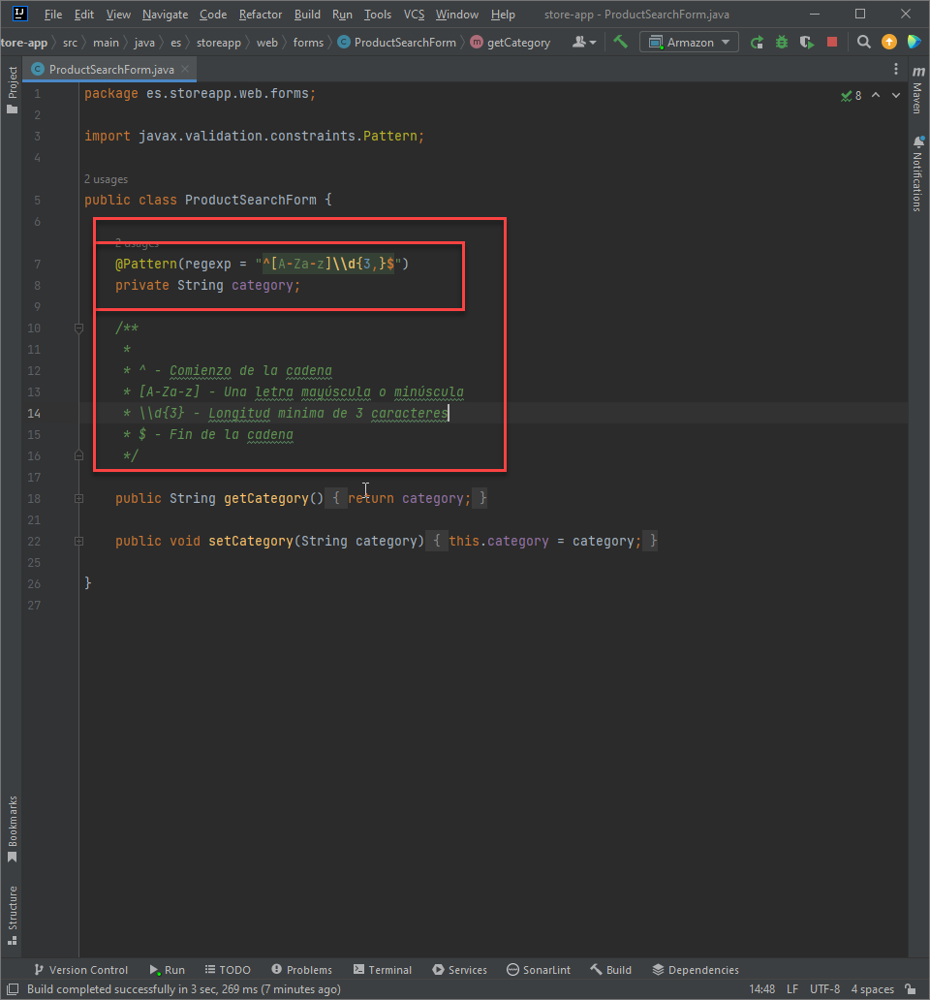 File Edit View Navigate Code Refactor Build Run Tools VCS Window Help store-app - ProductSearchForm.java
tore-app src main java es storeapp web forms ProductSearchForm getCategory Armazon
ProductSearchForm.java
Project
Maven
Notifications
8
1 package es.storeapp.web.forms;
2
3 import javax.validation.constraints.Pattern;
4
2 usages
5 public class ProductSearchForm {
6
2 usages
7 @Pattern(regexp = "^[A-Za-z]\\d{3,}$")
8 private String category;
9
10 /**
11 *
12 * ^ - Comienzo de la cadena
13 * [A-Za-z] - Una letra mayúscula o minúscula
14 * \\d{3} - Longitud minima de 3 caracteres
15 * $ - Fin de la cadena
16 */
17
18 public String getCategory() { return category; }
21
22 public void setCategory(String category) { this.category = category; }
25
26 }
27
Bookmarks
Structure
Version Control Run TODO Problems Terminal Services SonarLint Build Dependencies
Build completed successfully in 3 sec, 269 ms (7 minutes ago) 14:48 LF UTF-8 4 spaces